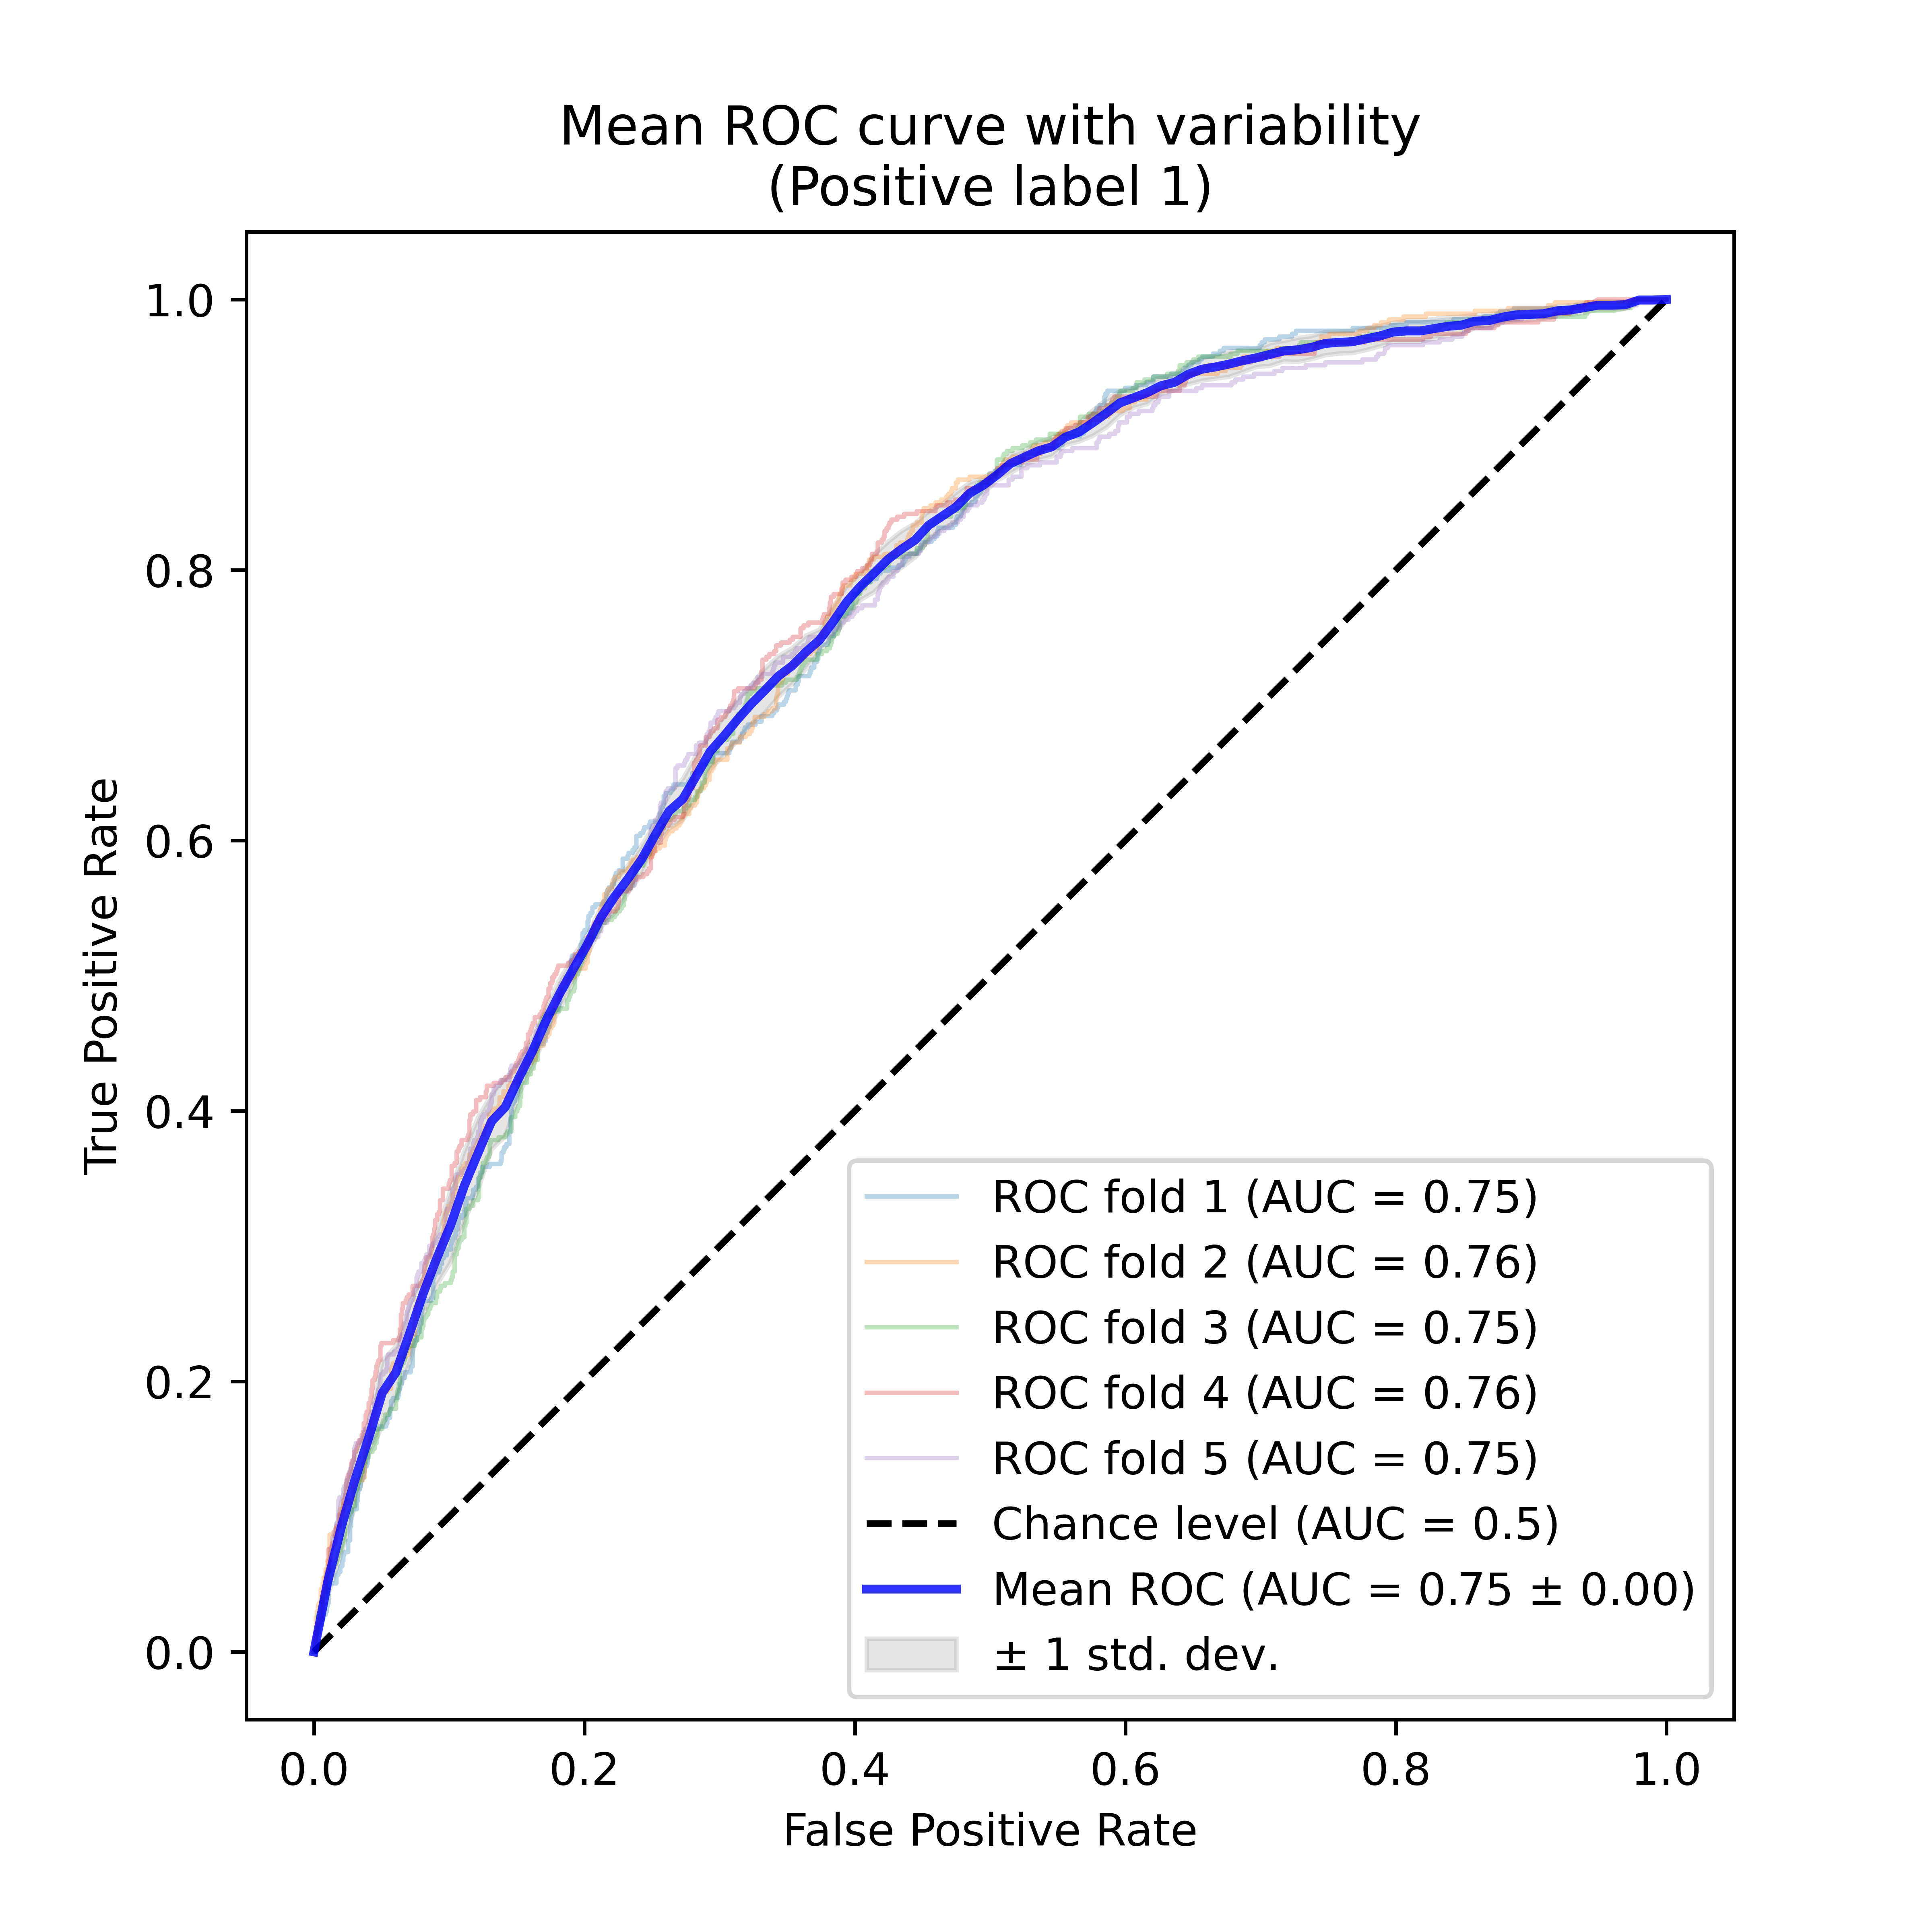 Mean ROC curve with variability
(Positive label 1)
True Positive Rate
1.0
0.8
0.6
0.4
0.2
0.0
ROC fold 1 (AUC = 0.75)
ROC fold 2 (AUC = 0.76)
ROC fold 3 (AUC = 0.75)
ROC fold 4 (AUC = 0.76)
ROC fold 5 (AUC = 0.75)
Chance level (AUC = 0.5)
Mean ROC (AUC = 0.75 ± 0.00)
± 1 std. dev.
0.0 0.2 0.4 0.6 0.8 1.0
False Positive Rate